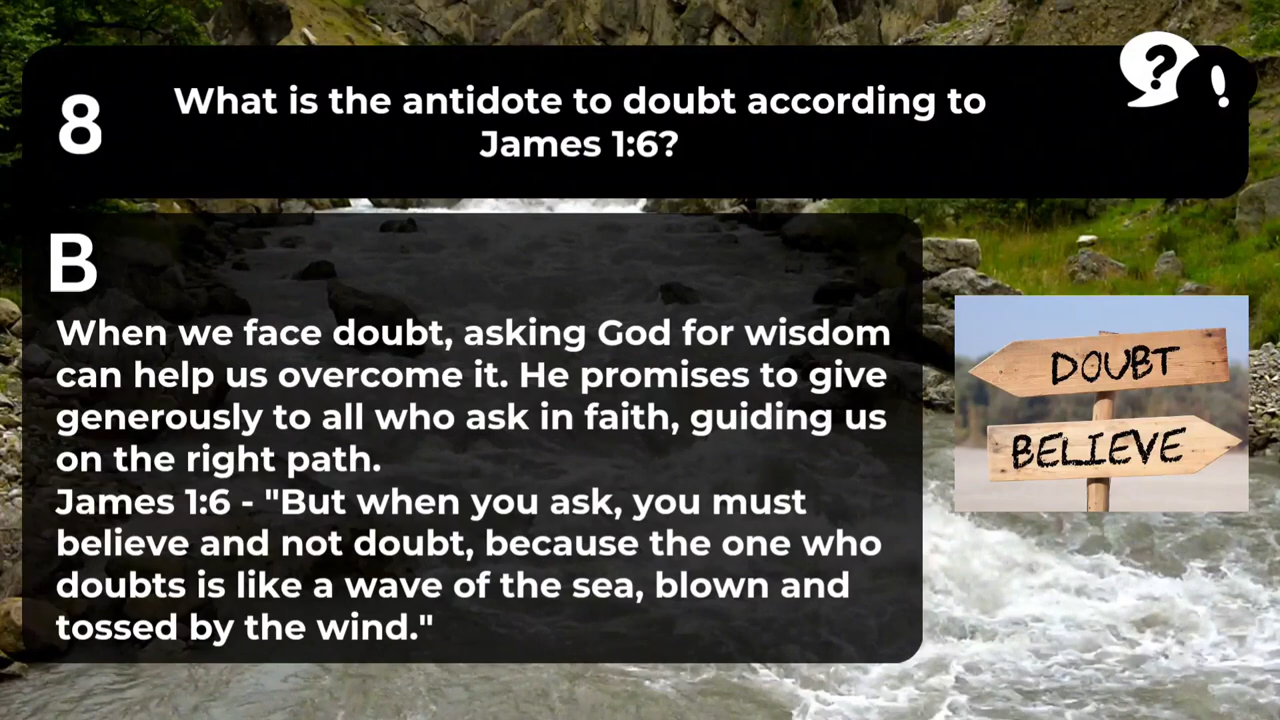 8
What is the antidote to doubt according to
James 1:6?
?
!
B
When we face doubt, asking God for wisdom
can help us overcome it. He promises to give
generously to all who ask in faith, guiding us
on the right path.
James 1:6 - "But when you ask, you must
believe and not doubt, because the one who
doubts is like a wave of the sea, blown and
tossed by the wind."
DOUBT
BELIEVE